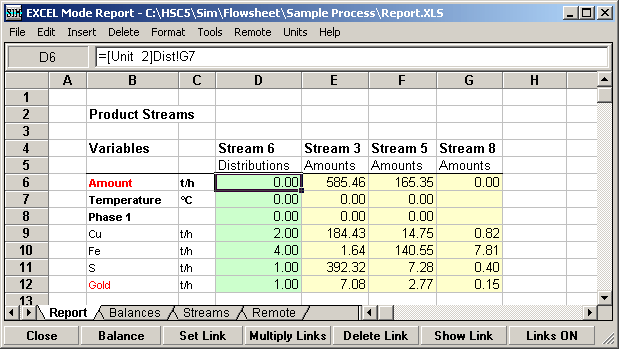 SIM EXCEL Mode Report - C:\HSC5\Sim\Flowsheet\Sample Process\Report.XLS
File Edit Insert Delete Format Tools Remote Units Help
D6 =[Unit 2]Dist!G7
A B C D E F G H
1
2 Product Streams
3
4 Variables Stream 6 Stream 3 Stream 5 Stream 8
5 Distributions Amounts Amounts Amounts
6 Amount t/h 0.00 585.46 165.35 0.00
7 Temperature °C 0.00 0.00 0.00
8 Phase 1 0.00 0.00 0.00
9 Cu t/h 2.00 184.43 14.75 0.82
10 Fe t/h 4.00 1.64 140.55 7.81
11 S t/h 1.00 392.32 7.28 0.40
12 Gold t/h 1.00 7.08 2.77 0.15
13
Report Balances Streams Remote
Close Balance Set Link Multiply Links Delete Link Show Link Links ON